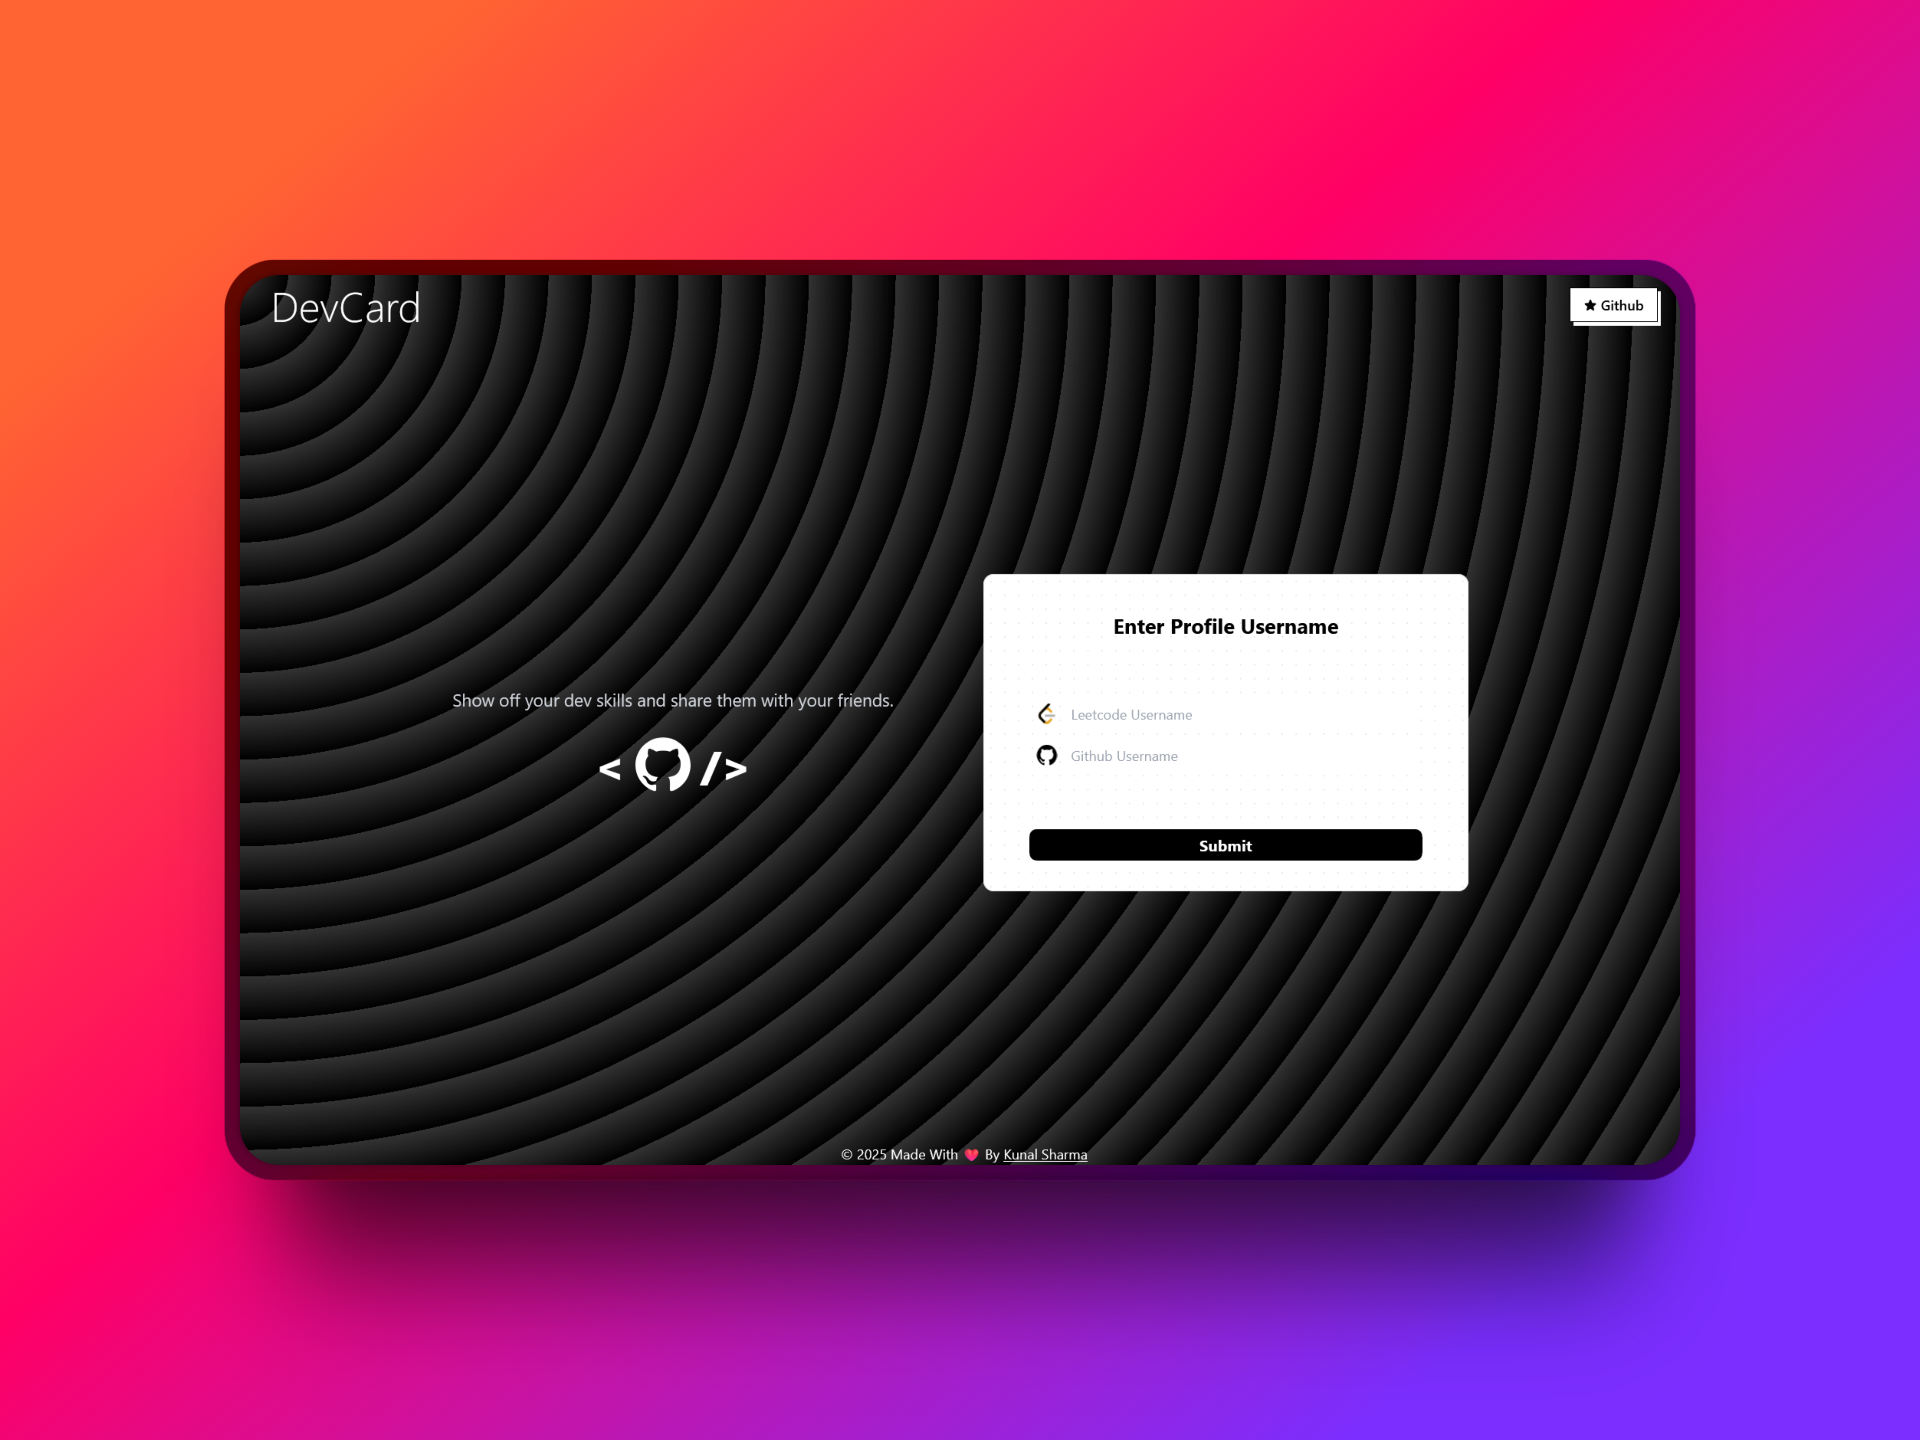 DevCard
Github
Show off your dev skills and share them with your friends.
< />
Enter Profile Username
Leetcode Username
Github Username
Submit
© 2025 Made With ❤️ By Kunal Sharma